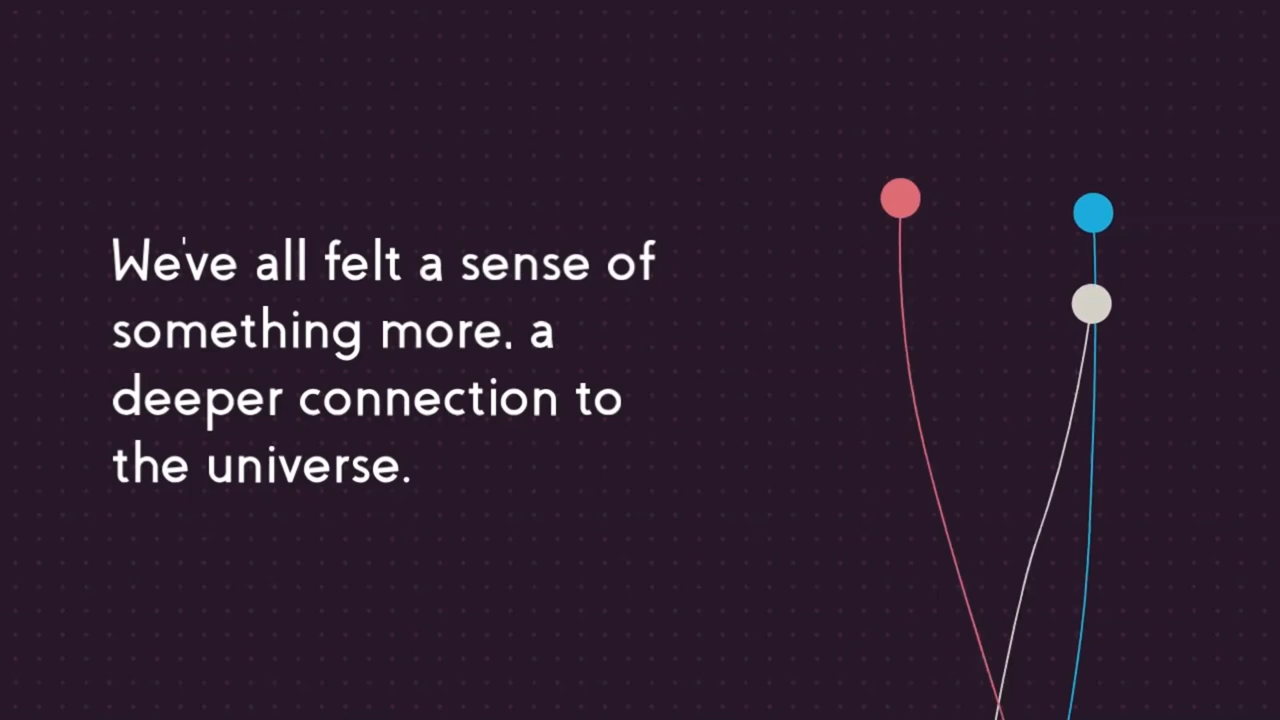 We've all felt a sense of
something more. a
deeper connection to
the universe.